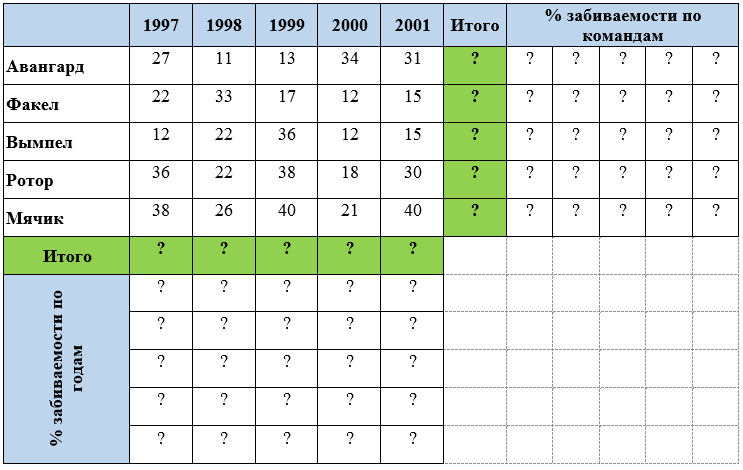 1997 1998 1999 2000 2001 Итого % забиваемости по
командам
Авангард 27 11 13 34 31 ? ? ? ? ? ?
Факел 22 33 17 12 15 ? ? ? ? ? ?
Вымпел 12 22 36 12 15 ? ? ? ? ? ?
Ротор 36 22 38 18 30 ? ? ? ? ? ?
Мячик 38 26 40 21 40 ? ? ? ? ? ?
Итого ? ? ? ? ?
% забиваемости по
годам
? ? ? ? ?
? ? ? ? ?
? ? ? ? ?
? ? ? ? ?
? ? ? ? ?